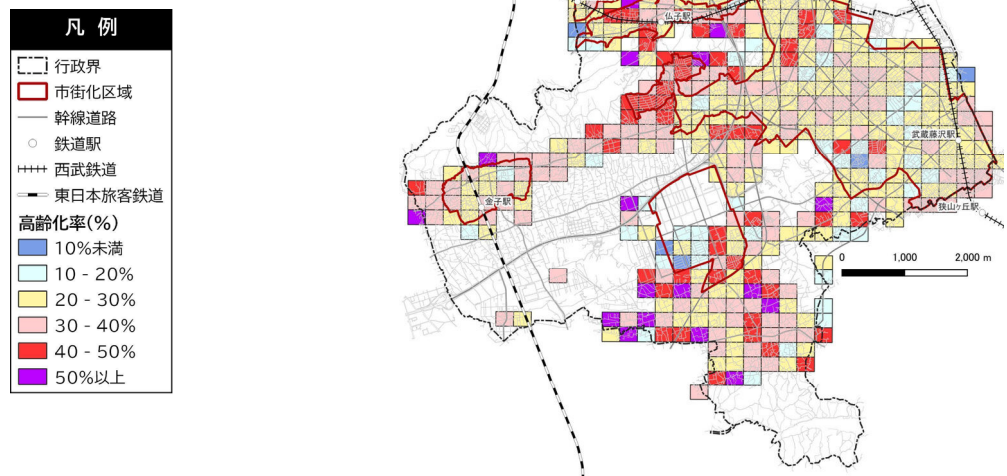 凡 例
行政界
市街化区域
幹線道路
鉄道駅
西武鉄道
東日本旅客鉄道
高齢化率(%)
10%未満
10 - 20%
20 - 30%
30 - 40%
40 - 50%
50%以上
仏子駅
武蔵藤沢駅
金子駅
狭山ヶ丘駅
0 1,000 2,000 m